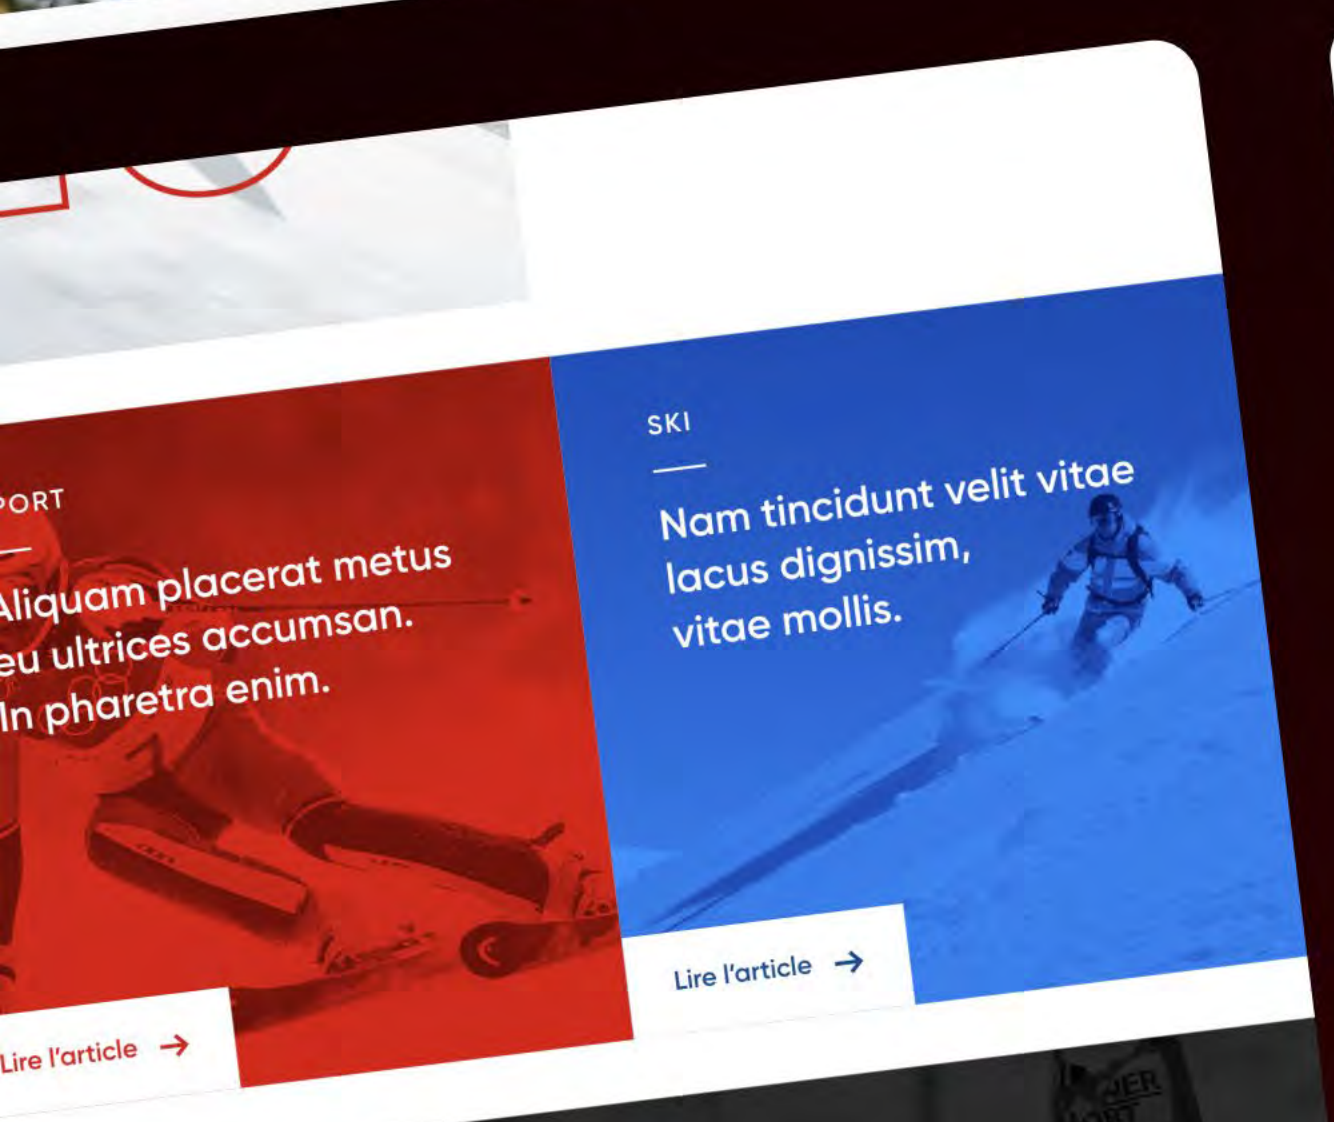 PORT
Aliquam placerat metus
eu ultrices accumsan.
In pharetra enim.
Lire l'article
SKI
Nam tincidunt velit vitae
lacus dignissim,
vitae mollis.
Lire l'article